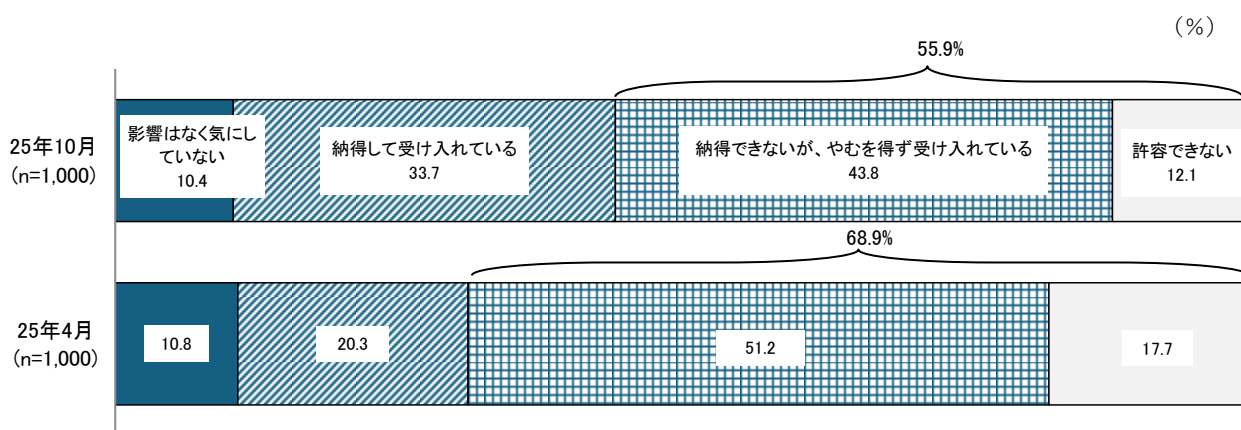 (%)
55.9%
25年10月
(n=1,000)
影響はなく気にし
ていない
10.4
納得して受け入れている
33.7
納得できないが、やむを得ず受け入れている
43.8
許容できない
12.1
68.9%
25年4月
(n=1,000)
10.8
20.3
51.2
17.7